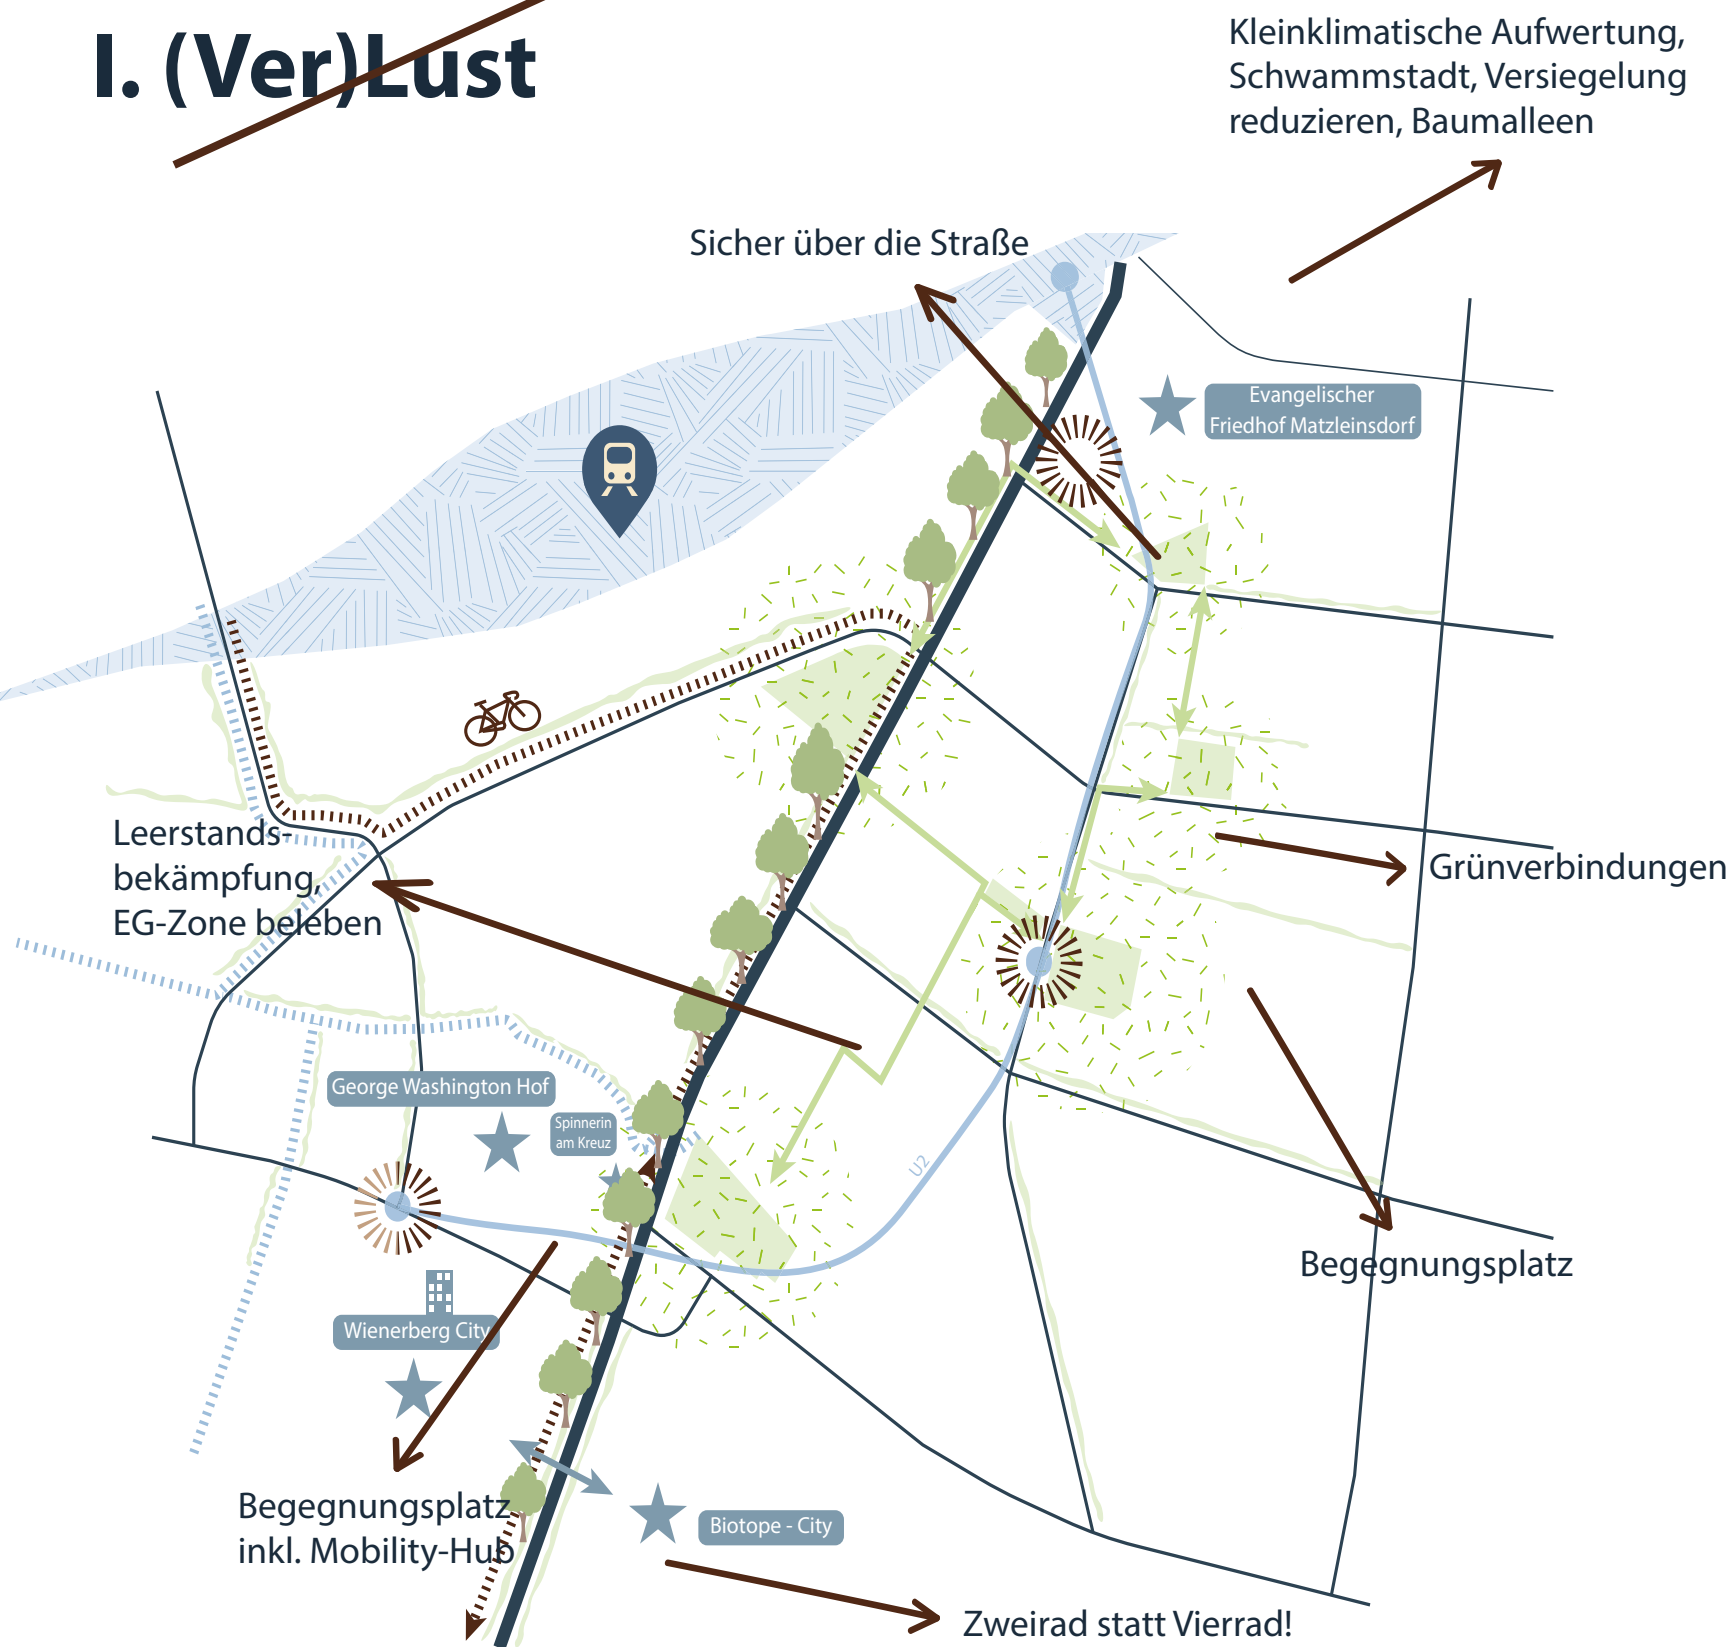 I. (Ver)Lust
Kleinklimatische Aufwertung,
Schwammstadt, Versiegelung
reduzieren, Baumalleen
Sicher über die Straße
Evangelischer
Friedhof Matzleinsdorf
Leerstands-
bekämpfung,
EG-Zone beleben
Grünverbindungen
George Washington Hof
Spinnerin
am Kreuz
U2
Begegnungsplatz
Wienerberg City
Begegnungsplatz
inkl. Mobility-Hub
Biotope - City
Zweirad statt Vierrad!